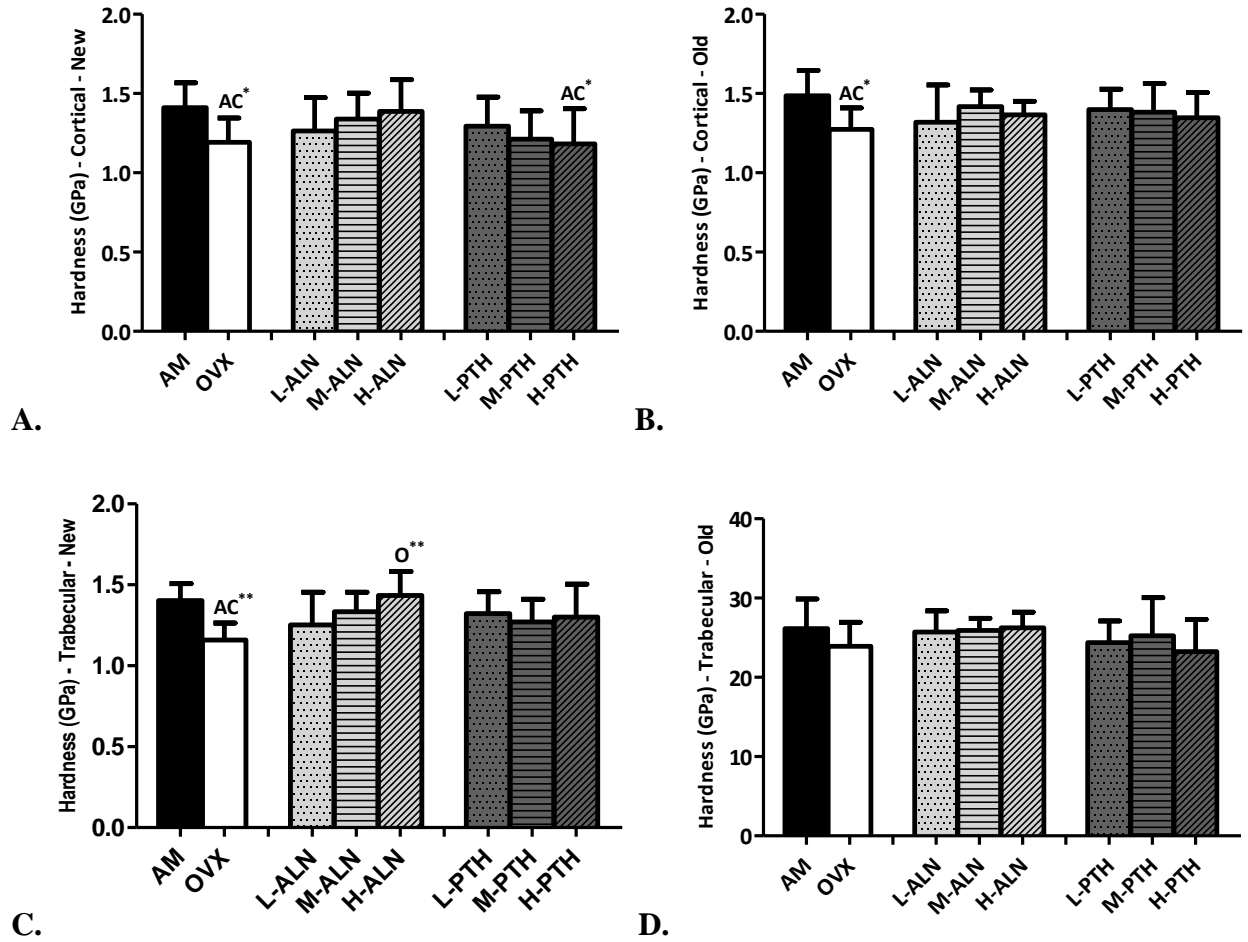 Hardness (GPa) - Cortical - New
2.0
1.5
1.0
0.5
0.0
AC*
AC*
AM
OVX
L-ALN
M-ALN
H-ALN
L-PTH
M-PTH
H-PTH
A.
Hardness (GPa) - Cortical - Old
2.0
1.5
1.0
0.5
0.0
AC*
AM
OVX
L-ALN
M-ALN
H-ALN
L-PTH
M-PTH
H-PTH
B.
Hardness (GPa) - Trabecular - New
2.0
1.5
1.0
0.5
0.0
AC**
O**
AM
OVX
L-ALN
M-ALN
H-ALN
L-PTH
M-PTH
H-PTH
C.
Hardness (GPa) - Trabecular - Old
40
30
20
10
0
AM
OVX
L-ALN
M-ALN
H-ALN
L-PTH
M-PTH
H-PTH
D.